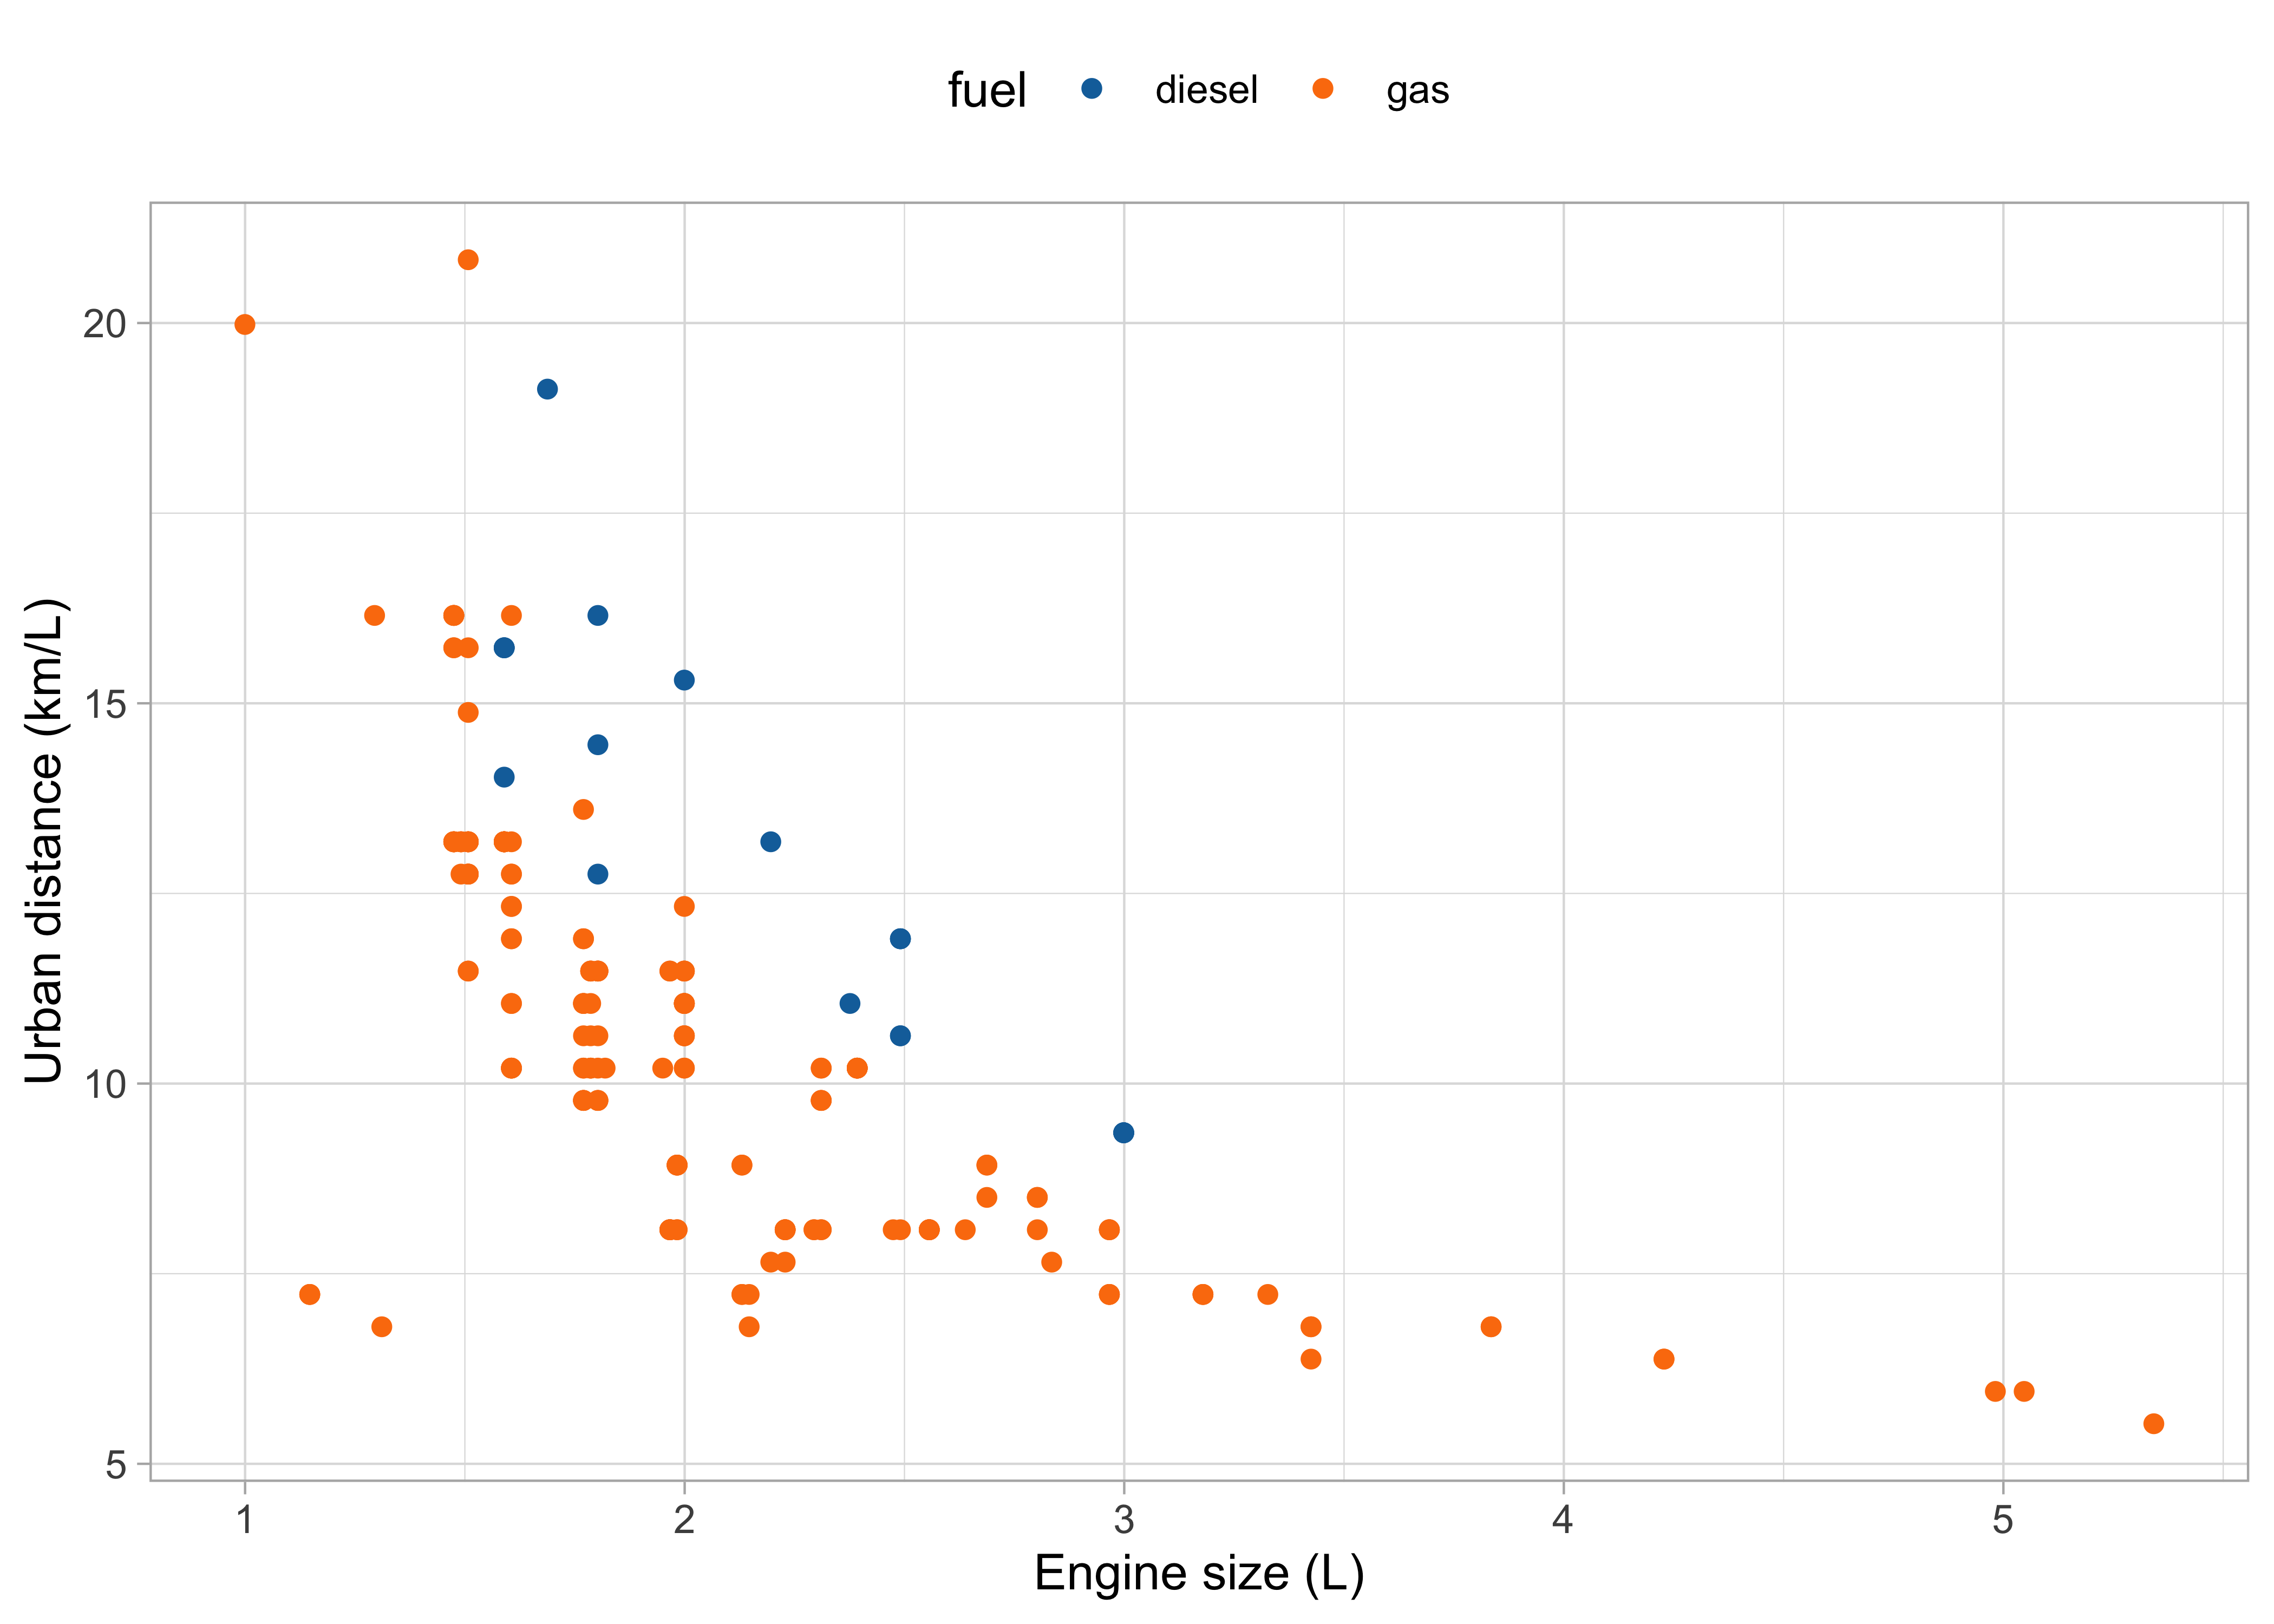 fuel diesel gas
Urban distance (km/L)
20
15
10
5
1 2 3 4 5
Engine size (L)